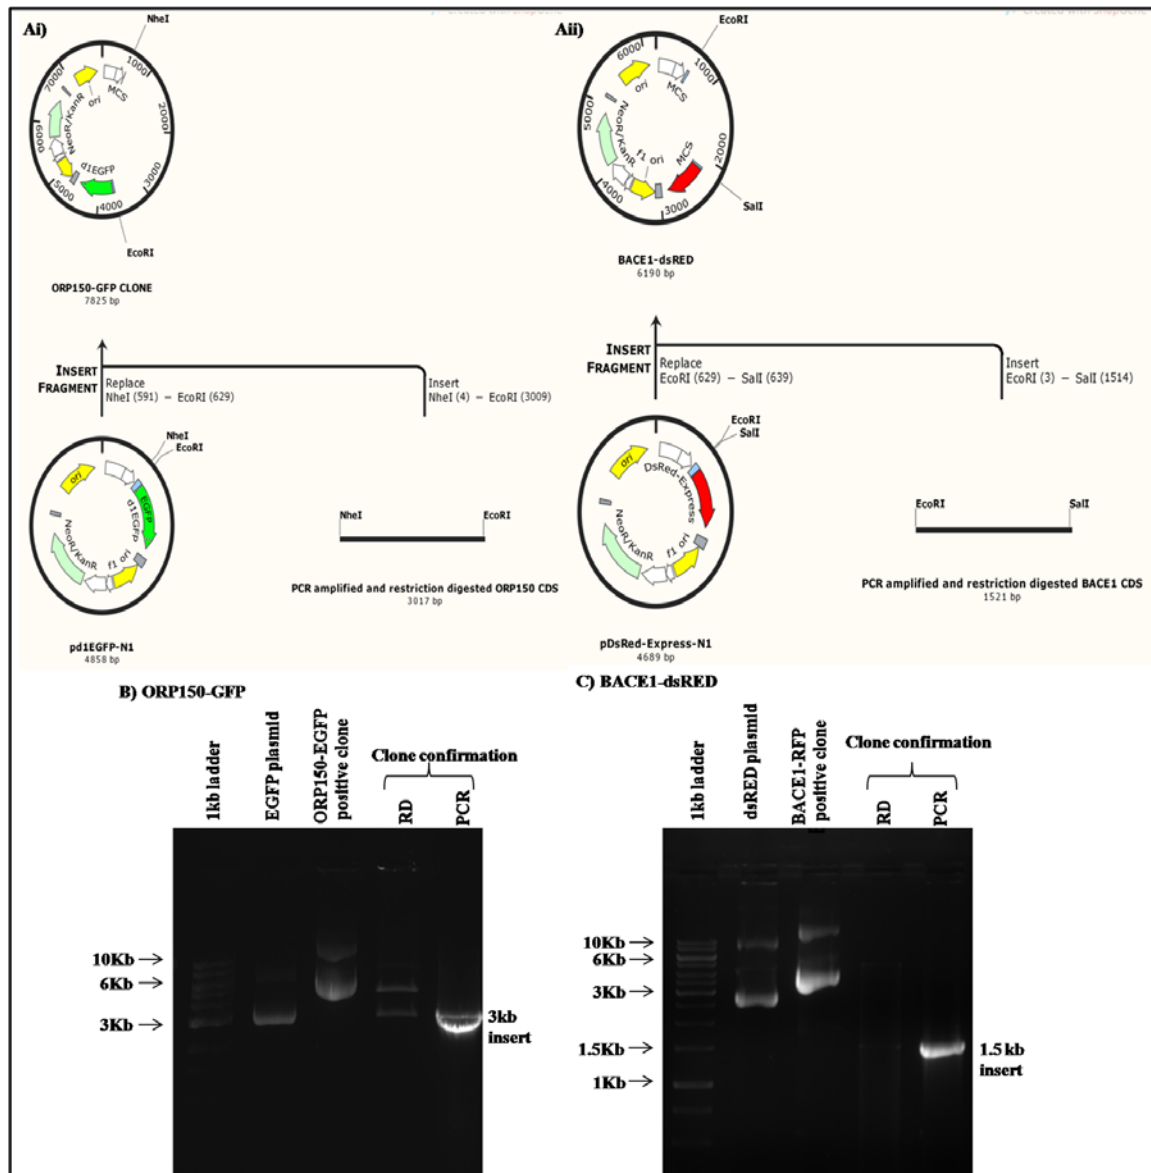 Ai)
NheI
1000
2000
3000
4000
5000
6000
7000
MCS
ori
NeoR/KanR
d1EGFP
EcoRI
ORP150-GFP CLONE
7825 bp
INSERT
FRAGMENT
Replace
NheI (591) – EcoRI (629)
Insert
NheI (4) – EcoRI (3009)
NheI
EcoRI
ori
EGFP
d1EGFP
f1 ori
NeoR/KanR
pd1EGFP-N1
4858 bp
NheI
EcoRI
PCR amplified and restriction digested ORP150 CDS
3017 bp
Aii)
EcoRI
1000
2000
3000
4000
5000
6000
MCS
ori
NeoR/KanR
f1 ori
MCS
SalI
BACE1-dsRED
6190 bp
INSERT
FRAGMENT
Replace
EcoRI (629) – SalI (639)
Insert
EcoRI (3) – SalI (1514)
EcoRI
SalI
ori
DsRed-Express
f1 ori
NeoR/KanR
pDsRed-Express-N1
4689 bp
EcoRI
SalI
PCR amplified and restriction digested BACE1 CDS
1521 bp
B) ORP150-GFP
1kb ladder
EGFP plasmid
ORP150-EGFP
positive clone
Clone confirmation
RD
PCR
10Kb →
6Kb →
3Kb →
3kb
insert
C) BACE1-dsRED
1kb ladder
dsRED plasmid
BACE1-RFP
positive clone
Clone confirmation
RD
PCR
10Kb →
6Kb →
3Kb →
1.5Kb →
1Kb →
1.5 kb
insert